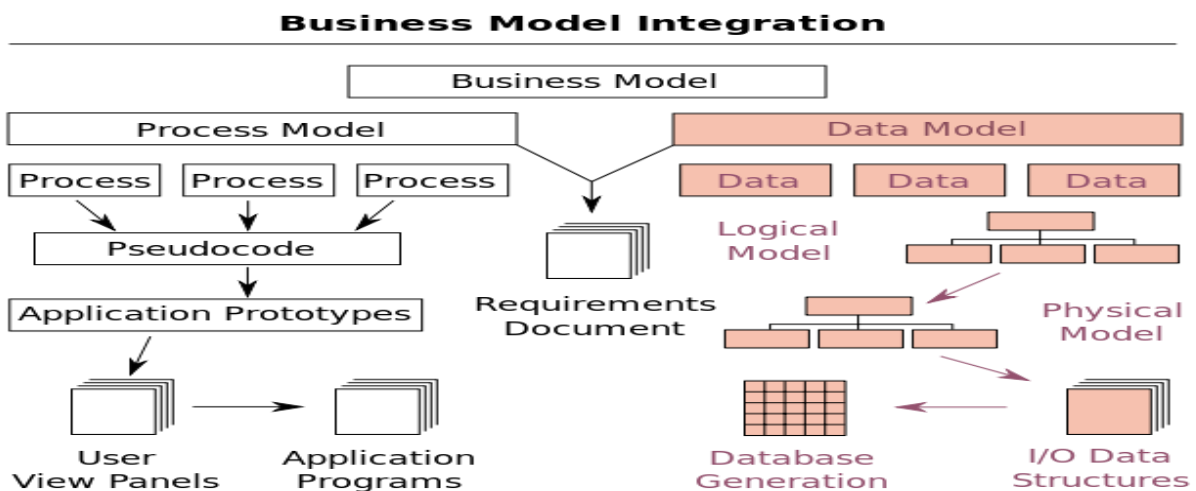 Business Model Integration
Business Model
Process Model
Data Model
Process
Process
Process
Data
Data
Data
Pseudocode
Logical
Model
Application Prototypes
Requirements
Document
Physical
Model
User
View Panels
Application
Programs
Database
Generation
I/O Data
Structures